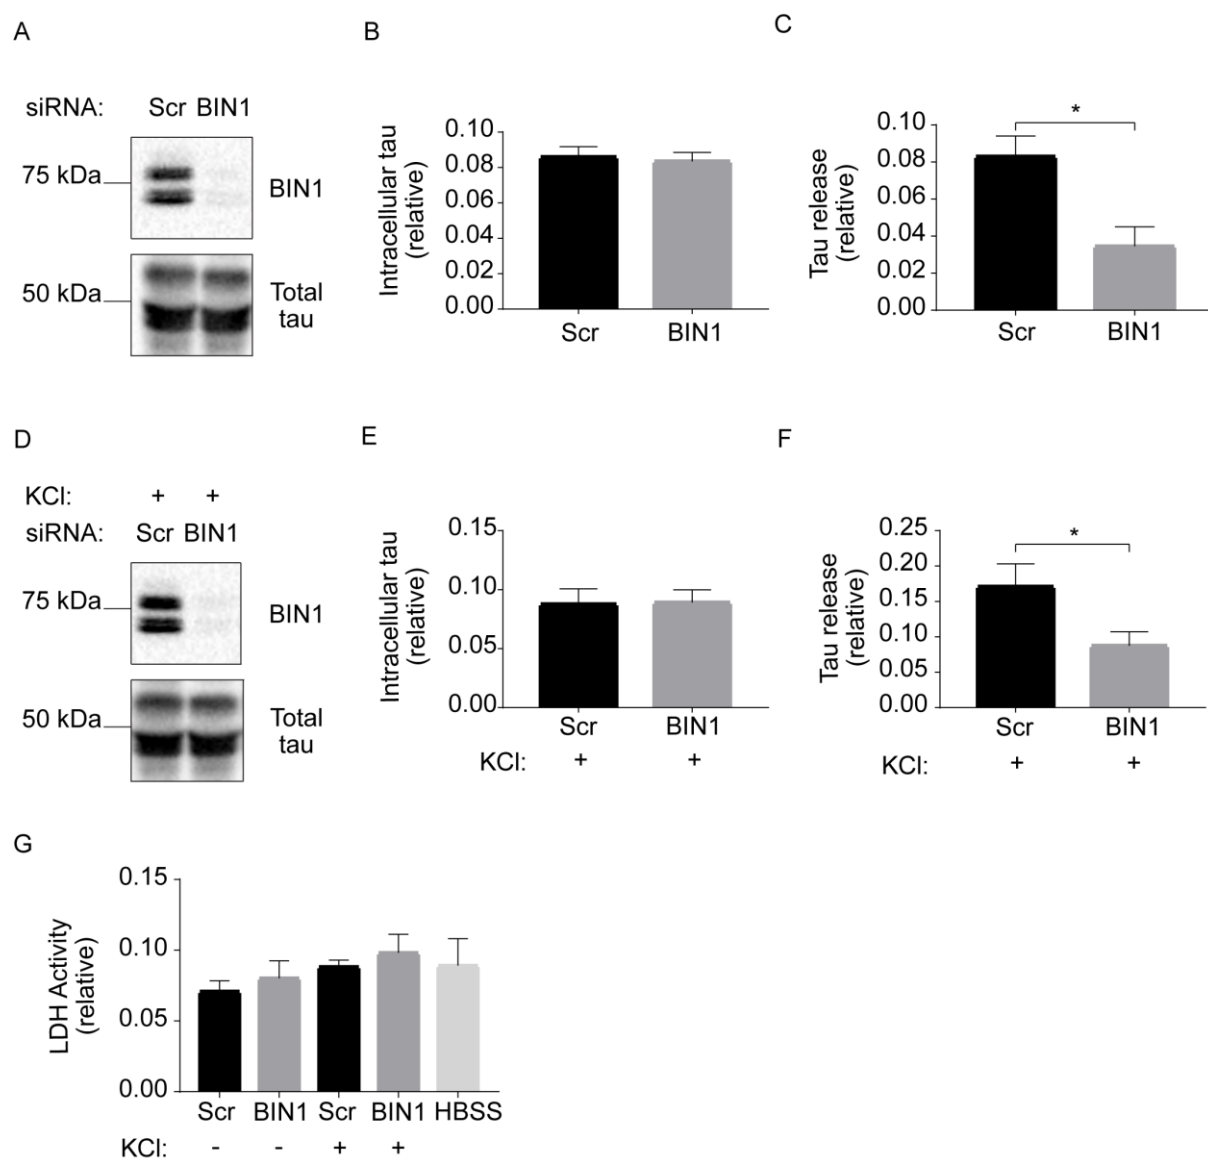 A
siRNA: Scr BIN1
75 kDa
BIN1
50 kDa
Total
tau
B
Intracellular tau
(relative)
0.10
0.08
0.06
0.04
0.02
0.00
Scr BIN1
C
Tau release
(relative)
0.10
0.08
0.06
0.04
0.02
0.00
*
Scr BIN1
D
KCl: + +
siRNA: Scr BIN1
75 kDa
BIN1
50 kDa
Total
tau
E
Intracellular tau
(relative)
0.15
0.10
0.05
0.00
Scr BIN1
KCl: + +
F
Tau release
(relative)
0.25
0.20
0.15
0.10
0.05
0.00
*
Scr BIN1
KCl: + +
G
LDH Activity
(relative)
0.15
0.10
0.05
0.00
Scr BIN1 Scr BIN1 HBSS
KCl: - - + +